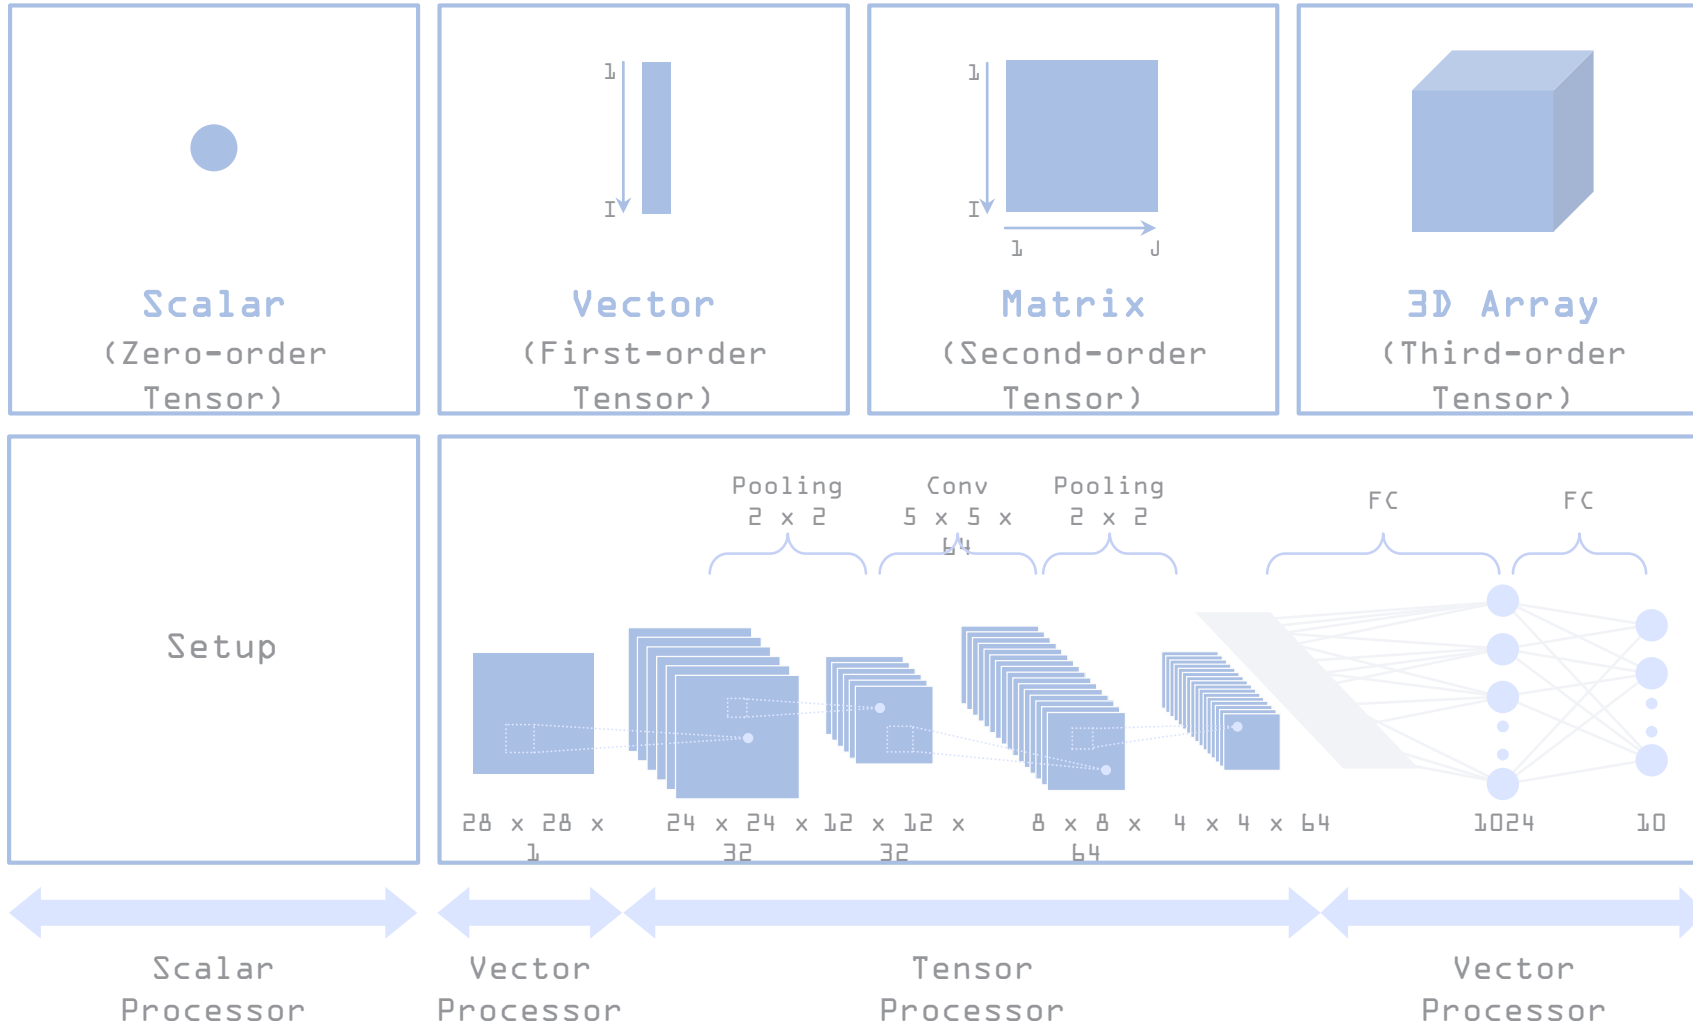 1
I
1
I
1 J
Scalar
(Zero-order
Tensor)
Vector
(First-order
Tensor)
Matrix
(Second-order
Tensor)
3D Array
(Third-order
Tensor)
Setup
Pooling
2 x 2
Conv
5 x 5 x
64
Pooling
2 x 2
FC
FC
28 x 28 x
1
24 x 24 x
32
12 x 12 x
32
8 x 8 x
64
4 x 4 x 64
1024
10
Scalar
Processor
Vector
Processor
Tensor
Processor
Vector
Processor